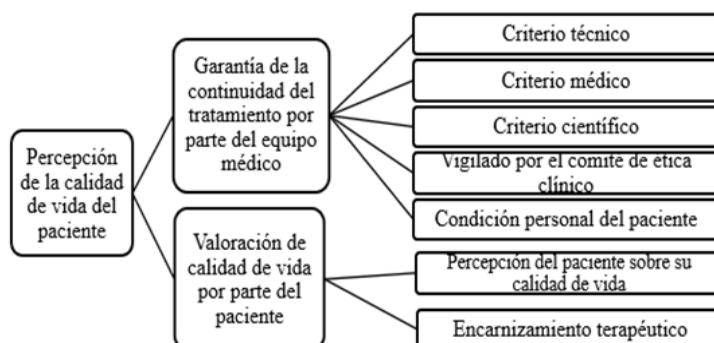 Percepción
de la calidad
de vida del
paciente
Garantía de la
continuidad del
tratamiento por
parte del equipo
médico
Valoración de
calidad de vida
por parte del
paciente
Criterio técnico
Criterio médico
Criterio científico
Vigilado por el comité de ética
clínico
Condición personal del paciente
Percepción del paciente sobre su
calidad de vida
Encarnizamiento terapéutico